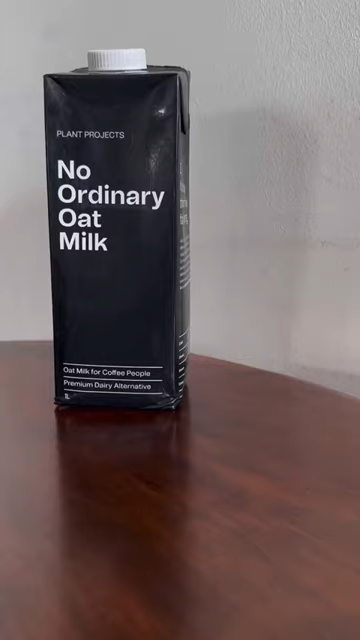 PLANT PROJECTS
No
Ordinary
Oat
Milk
Oat Milk for Coffee People
Premium Dairy Alternative
1L